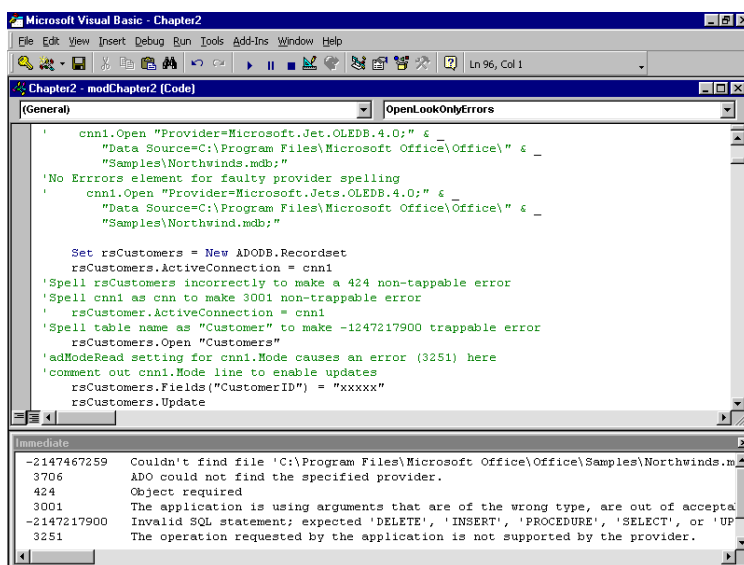 Microsoft Visual Basic - Chapter2
File Edit View Insert Debug Run Tools Add-Ins Window Help
Ln 96, Col 1
Chapter2 - modChapter2 (Code)
(General) OpenLookOnlyErrors
'    cnn1.Open "Provider=Microsoft.Jet.OLEDB.4.0;" & _
"Data Source=C:\Program Files\Microsoft Office\Office\" & _
"Samples\Northwinds.mdb;"
'No Errrors element for faulty provider spelling
'    cnn1.Open "Provider=Microsoft.Jets.OLEDB.4.0;" & _
"Data Source=C:\Program Files\Microsoft Office\Office\" & _
"Samples\Northwind.mdb;"
Set rsCustomers = New ADODB.Recordset
rsCustomers.ActiveConnection = cnn1
'Spell rsCustomers incorrectly to make a 424 non-tappable error
'Spell cnn1 as cnn to make 3001 non-trappable error
'   rsCustomer.ActiveConnection = cnn1
'Spell table name as "Customer" to make -1247217900 trappable error
rsCustomers.Open "Customers"
'adModeRead setting for cnn1.Mode causes an error (3251) here
'comment out cnn1.Mode line to enable updates
rsCustomers.Fields("CustomerID") = "xxxxx"
rsCustomers.Update
Immediate
-2147467259 Couldn't find file 'C:\Program Files\Microsoft Office\Office\Samples\Northwinds.m
3706 ADO could not find the specified provider.
424 Object required
3001 The application is using arguments that are of the wrong type, are out of accepta
-2147217900 Invalid SQL statement; expected 'DELETE', 'INSERT', 'PROCEDURE', 'SELECT', or 'UP
3251 The operation requested by the application is not supported by the provider.